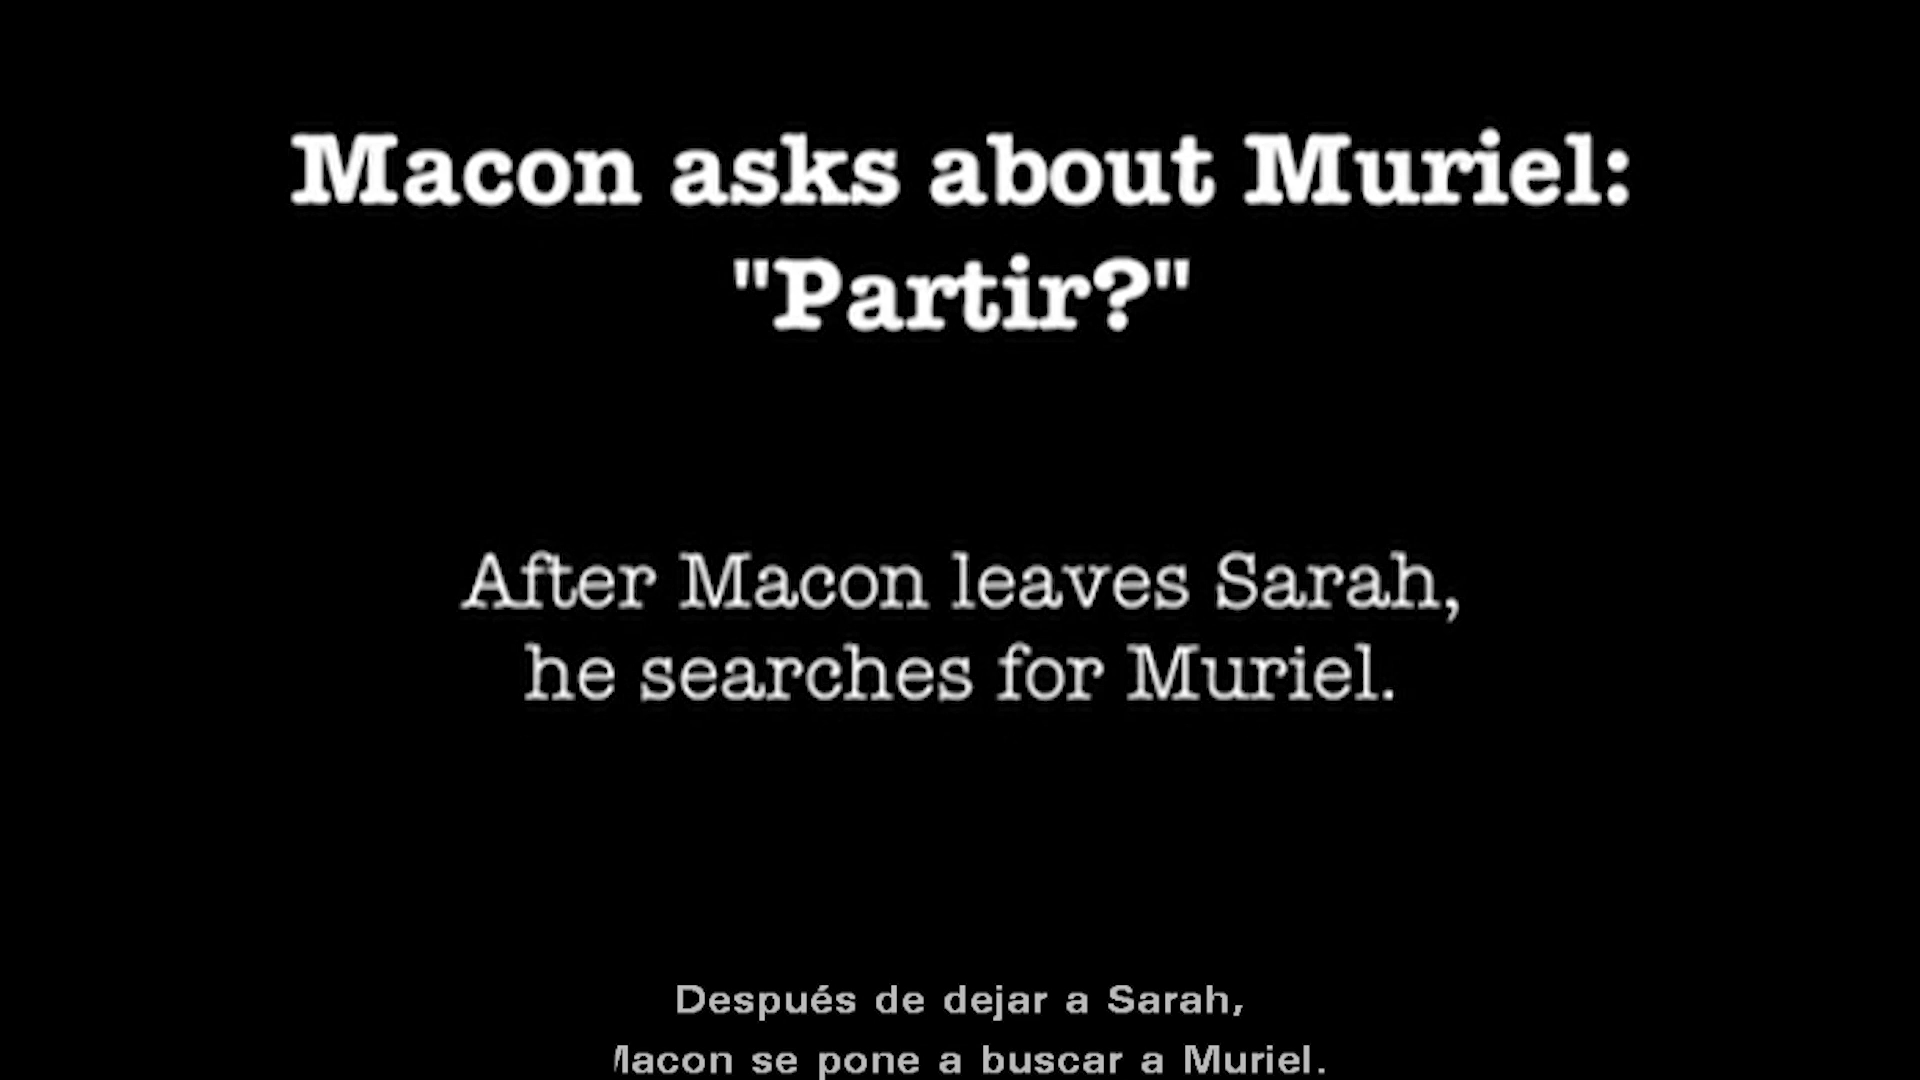 Macon asks about Muriel:
"Partir?"
After Macon leaves Sarah,
he searches for Muriel.
Después de dejar a Sarah,
Macon se pone a buscar a Muriel.